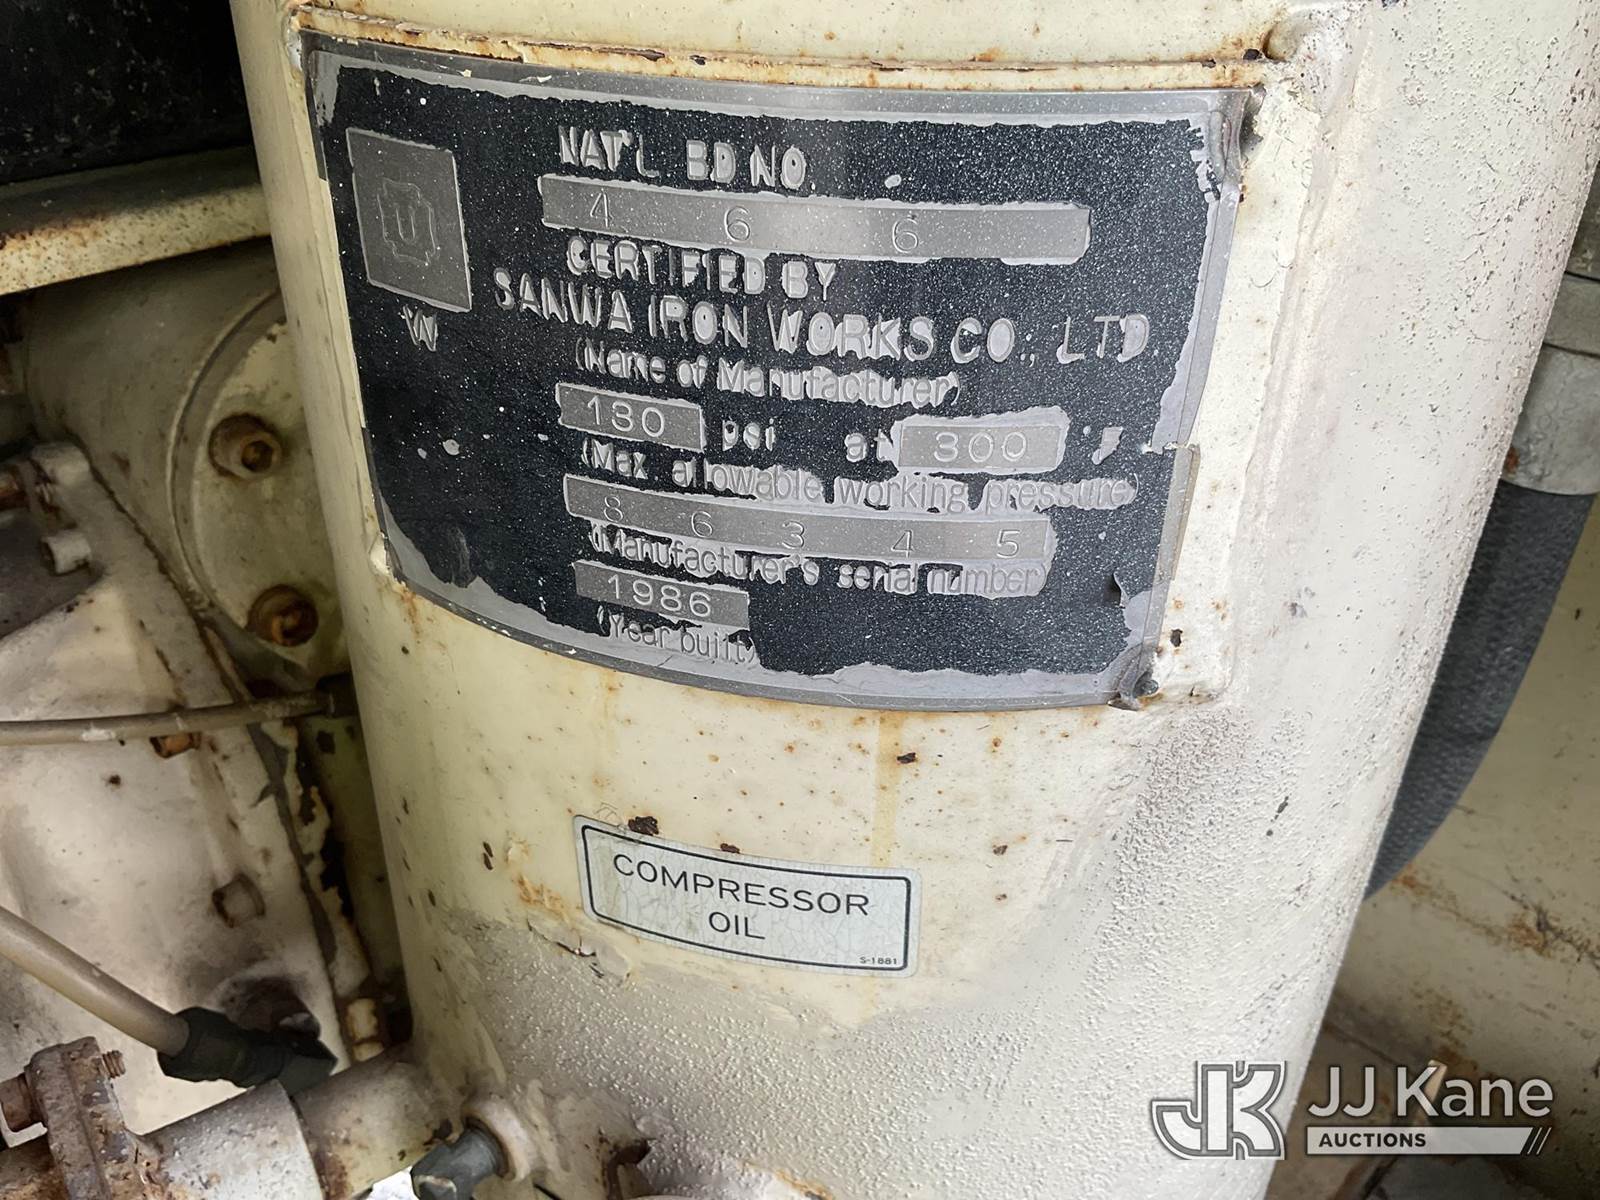 NAT'L BD NO.
4 6 6
U
W
CERTIFIED BY
SANWA IRON WORKS CO., LTD.
(Name of Manufacturer)
130 psi at 300 °F
(Max. allowable working pressure)
8 6 3 4 5
(Manufacturer's serial number)
1986
(Year built)
COMPRESSOR
OIL
S-1881
JK
JJ Kane
AUCTIONS